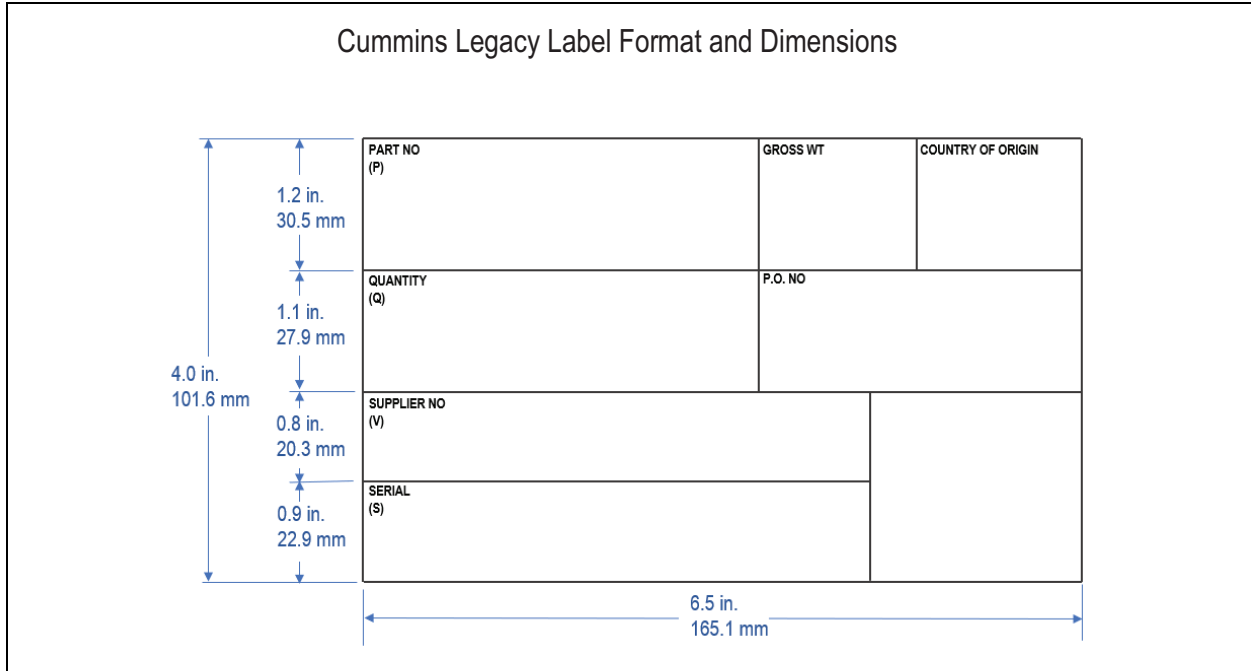 Cummins Legacy Label Format and Dimensions
PART NO
(P)
GROSS WT
COUNTRY OF ORIGIN
1.2 in.
30.5 mm
QUANTITY
(Q)
P.O. NO
1.1 in.
27.9 mm
4.0 in.
101.6 mm
SUPPLIER NO
(V)
0.8 in.
20.3 mm
SERIAL
(S)
0.9 in.
22.9 mm
6.5 in.
165.1 mm